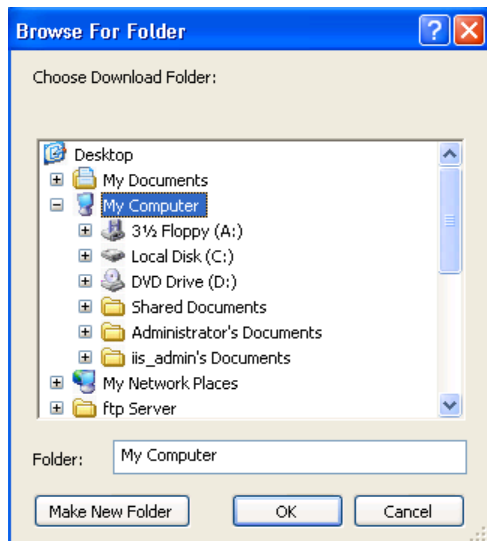 Browse For Folder
Choose Download Folder:
Desktop
My Documents
My Computer
3½ Floppy (A:)
Local Disk (C:)
DVD Drive (D:)
Shared Documents
Administrator's Documents
iis_admin's Documents
My Network Places
ftp Server
Folder: My Computer
Make New Folder OK Cancel